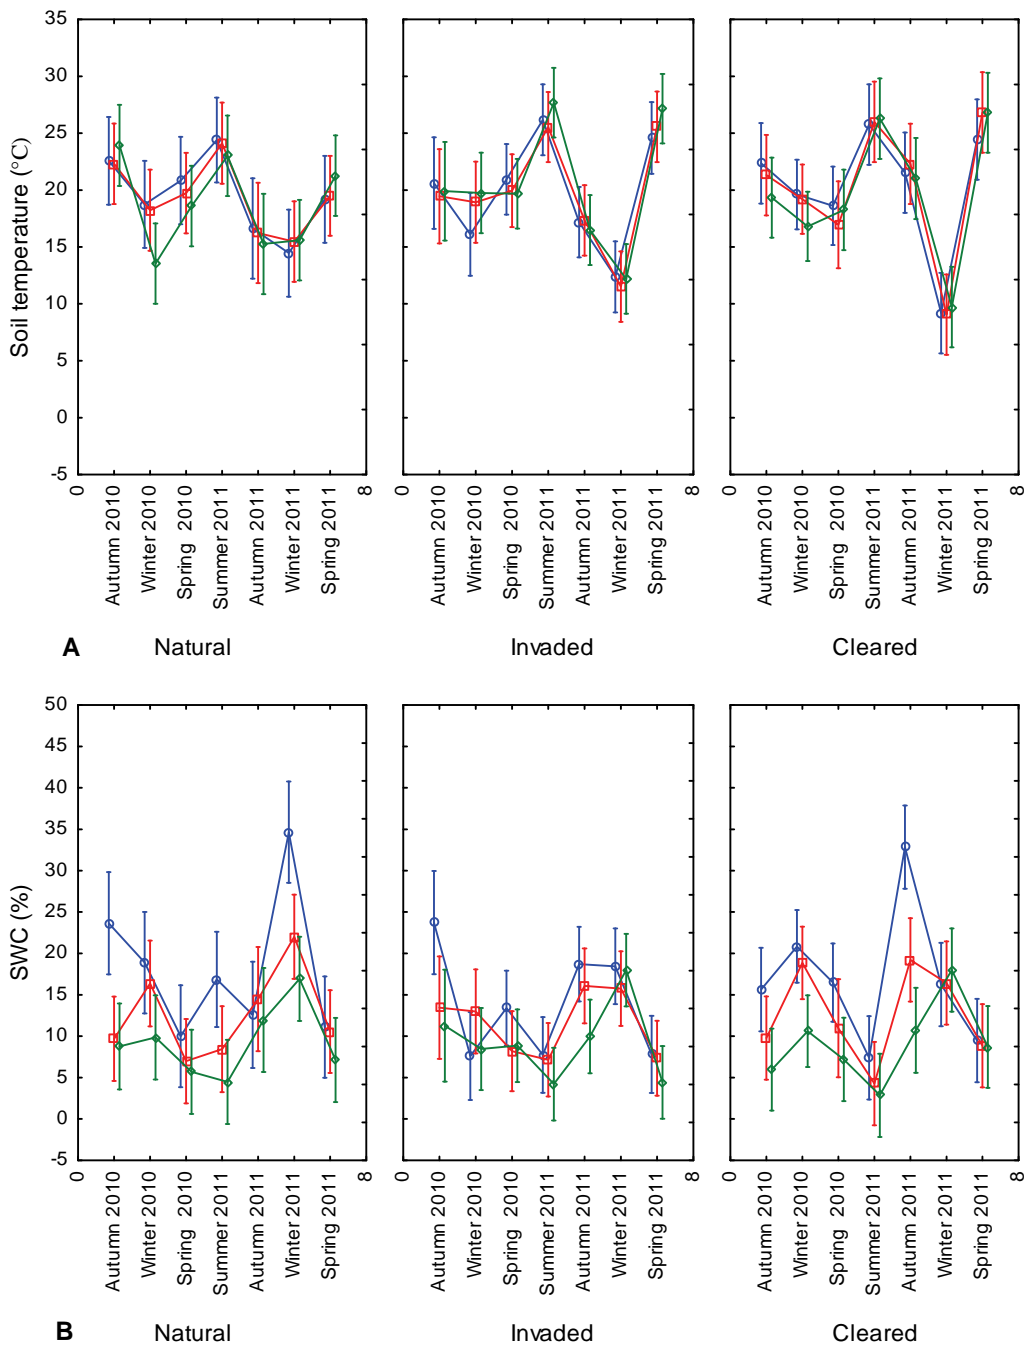 Soil temperature (°C)
35
30
25
20
15
10
5
0
-5
0
Autumn 2010
Winter 2010
Spring 2010
Summer 2011
Autumn 2011
Winter 2011
Spring 2011
8
0
Autumn 2010
Winter 2010
Spring 2010
Summer 2011
Autumn 2011
Winter 2011
Spring 2011
8
0
Autumn 2010
Winter 2010
Spring 2010
Summer 2011
Autumn 2011
Winter 2011
Spring 2011
8
A Natural Invaded Cleared
SWC (%)
50
45
40
35
30
25
20
15
10
5
0
-5
0
Autumn 2010
Winter 2010
Spring 2010
Summer 2011
Autumn 2011
Winter 2011
Spring 2011
8
0
Autumn 2010
Winter 2010
Spring 2010
Summer 2011
Autumn 2011
Winter 2011
Spring 2011
8
0
Autumn 2010
Winter 2010
Spring 2010
Summer 2011
Autumn 2011
Winter 2011
Spring 2011
8
B Natural Invaded Cleared